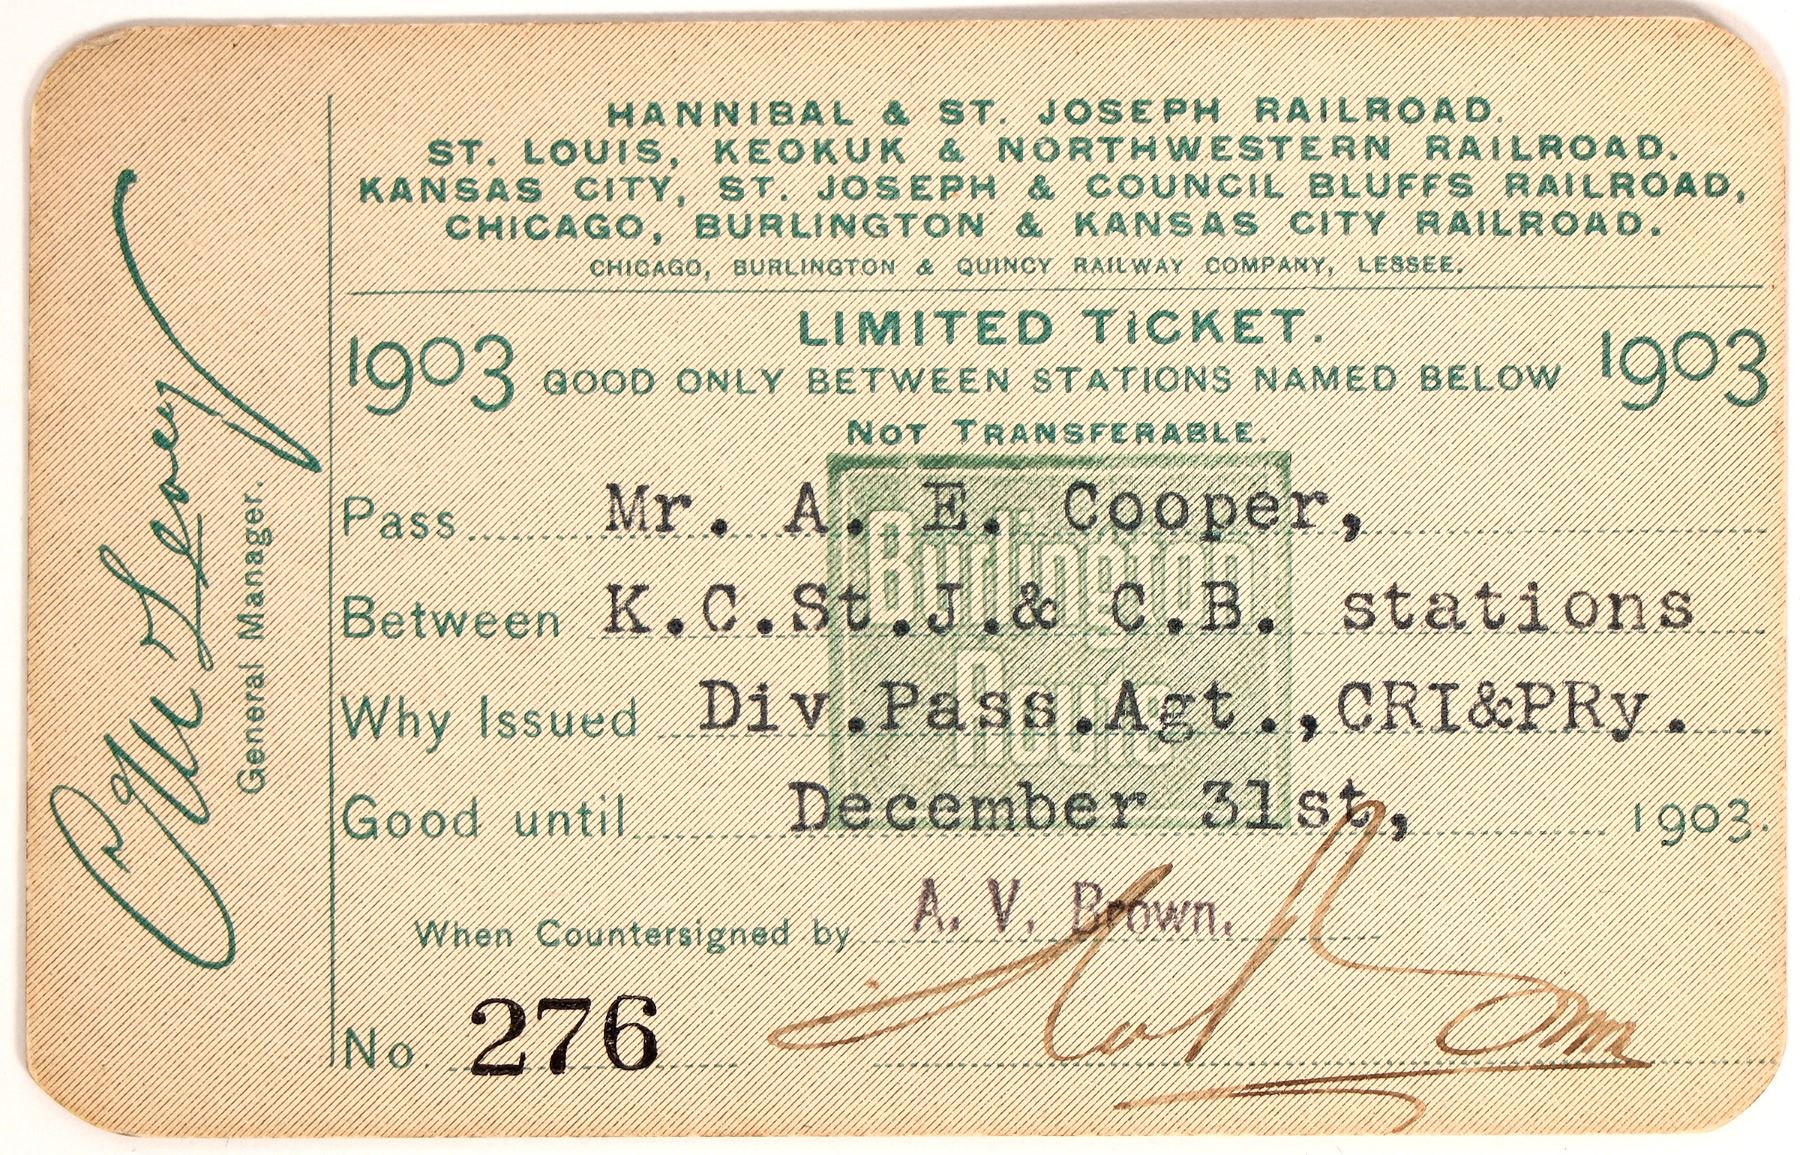 HANNIBAL & ST. JOSEPH RAILROAD.
ST. LOUIS, KEOKUK & NORTHWESTERN RAILROAD.
KANSAS CITY, ST. JOSEPH & COUNCIL BLUFFS RAILROAD,
CHICAGO, BURLINGTON & KANSAS CITY RAILROAD.
CHICAGO, BURLINGTON & QUINCY RAILWAY COMPANY, LESSEE.
LIMITED TICKET.
1903 GOOD ONLY BETWEEN STATIONS NAMED BELOW 1903
NOT TRANSFERABLE.
Burlington
Route
Pass Mr. A. E. Cooper,
Between K.C.St.J.& C.B. stations
Why Issued Div.Pass.Agt.,CRI&PRy.
Good until December 31st, 1903.
When Countersigned by A. V. Brown.
No. 276
General Manager.